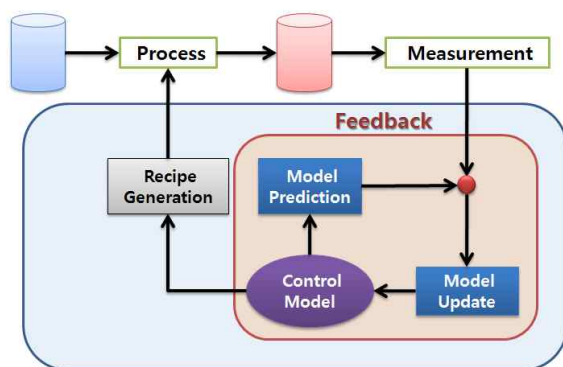 Process
Measurement
Feedback
Recipe
Generation
Model
Prediction
Control
Model
Model
Update